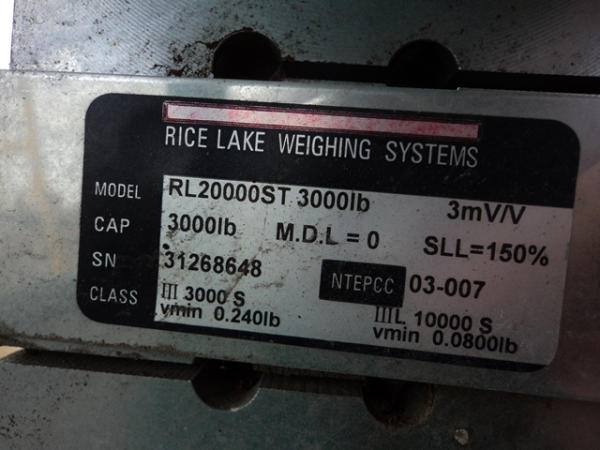 RICE LAKE WEIGHING SYSTEMS
MODEL RL20000ST 3000lb 3mV/V
CAP 3000lb M.D.L = 0 SLL=150%
SN 31268648 NTEPCC 03-007
CLASS III 3000 S IIIL 10000 S
vmin 0.240lb vmin 0.0800lb